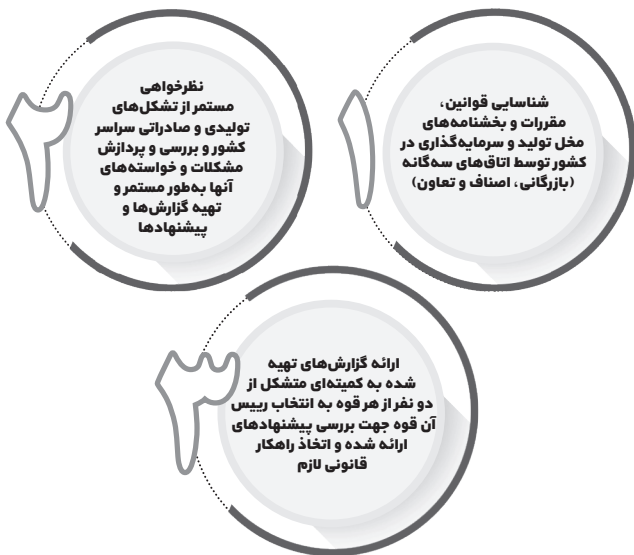 ۱
شناسایی قوانین،
مقررات و بخشنامه‌های
مخل تولید و سرمایه‌گذاری در
کشور توسط اتاق‌های سه‌گانه
(بازرگانی، اصناف و تعاون)
۲
نظرخواهی
مستمر از تشکل‌های
تولیدی و صادراتی سراسر
کشور و بررسی و پردازش
مشکلات و خواسته‌های
آنها به‌طور مستمر و
تهیه گزارش‌ها و
پیشنهادها
۳
ارائه گزارش‌های تهیه
شده به کمیته‌ای متشکل از
دو نفر از هر قوه به انتخاب رییس
آن قوه جهت بررسی پیشنهادهای
ارائه شده و اتخاذ راهکار
قانونی لازم